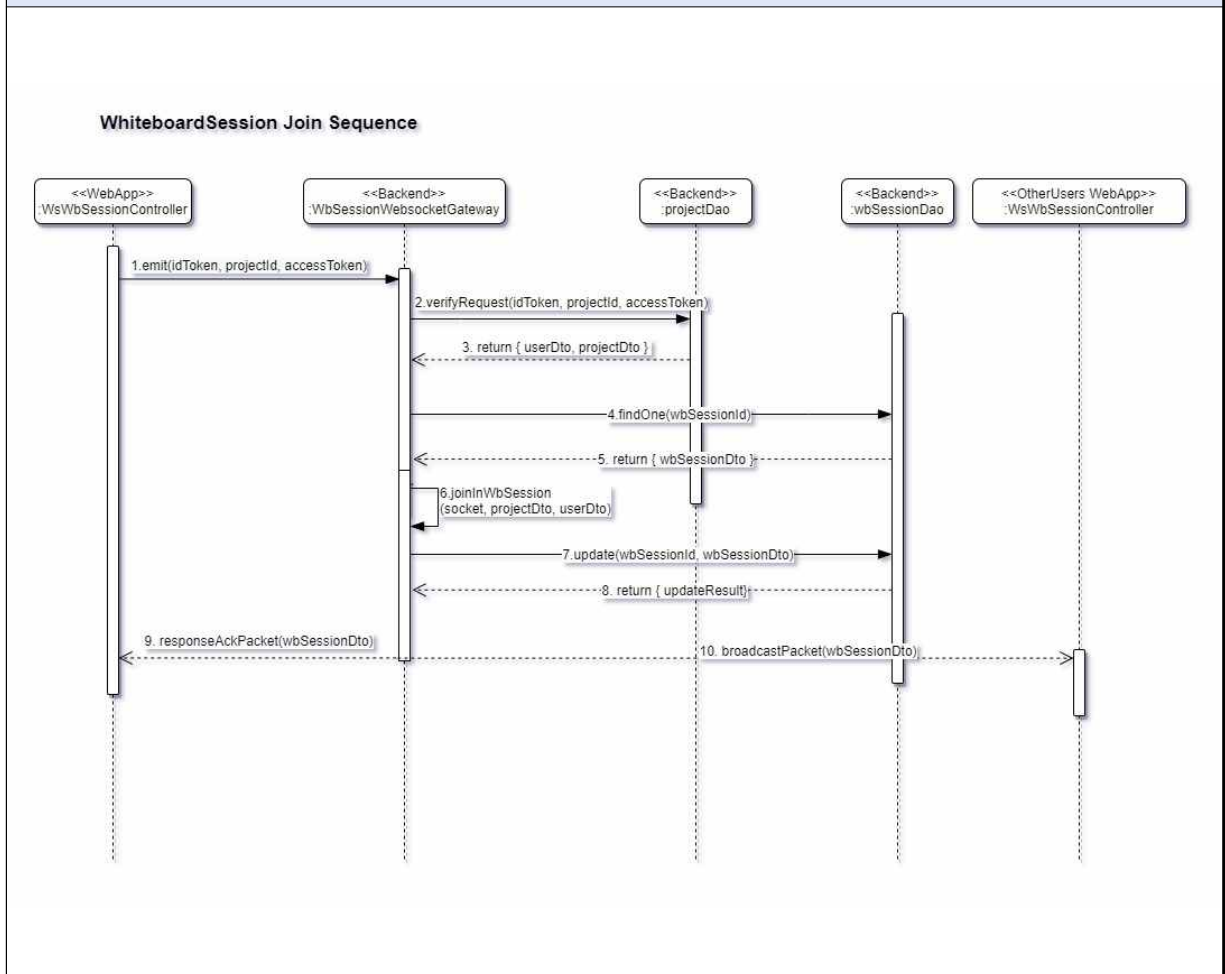 WhiteboardSession Join Sequence
<<WebApp>>
:WsWbSessionController
<<Backend>>
:WbSessionWebsocketGateway
<<Backend>>
:projectDao
<<Backend>>
:wbSessionDao
<<OtherUsers WebApp>>
:WsWbSessionController
1.emit(idToken, projectId, accessToken)
2.verifyRequest(idToken, projectId, accessToken)
3. return { userDto, projectDto }
4.findOne(wbSessionId)
5. return { wbSessionDto }
6.joinInWbSession
(socket, projectDto, userDto)
7.update(wbSessionId, wbSessionDto)
8. return { updateResult}
9. responseAckPacket(wbSessionDto)
10. broadcastPacket(wbSessionDto)